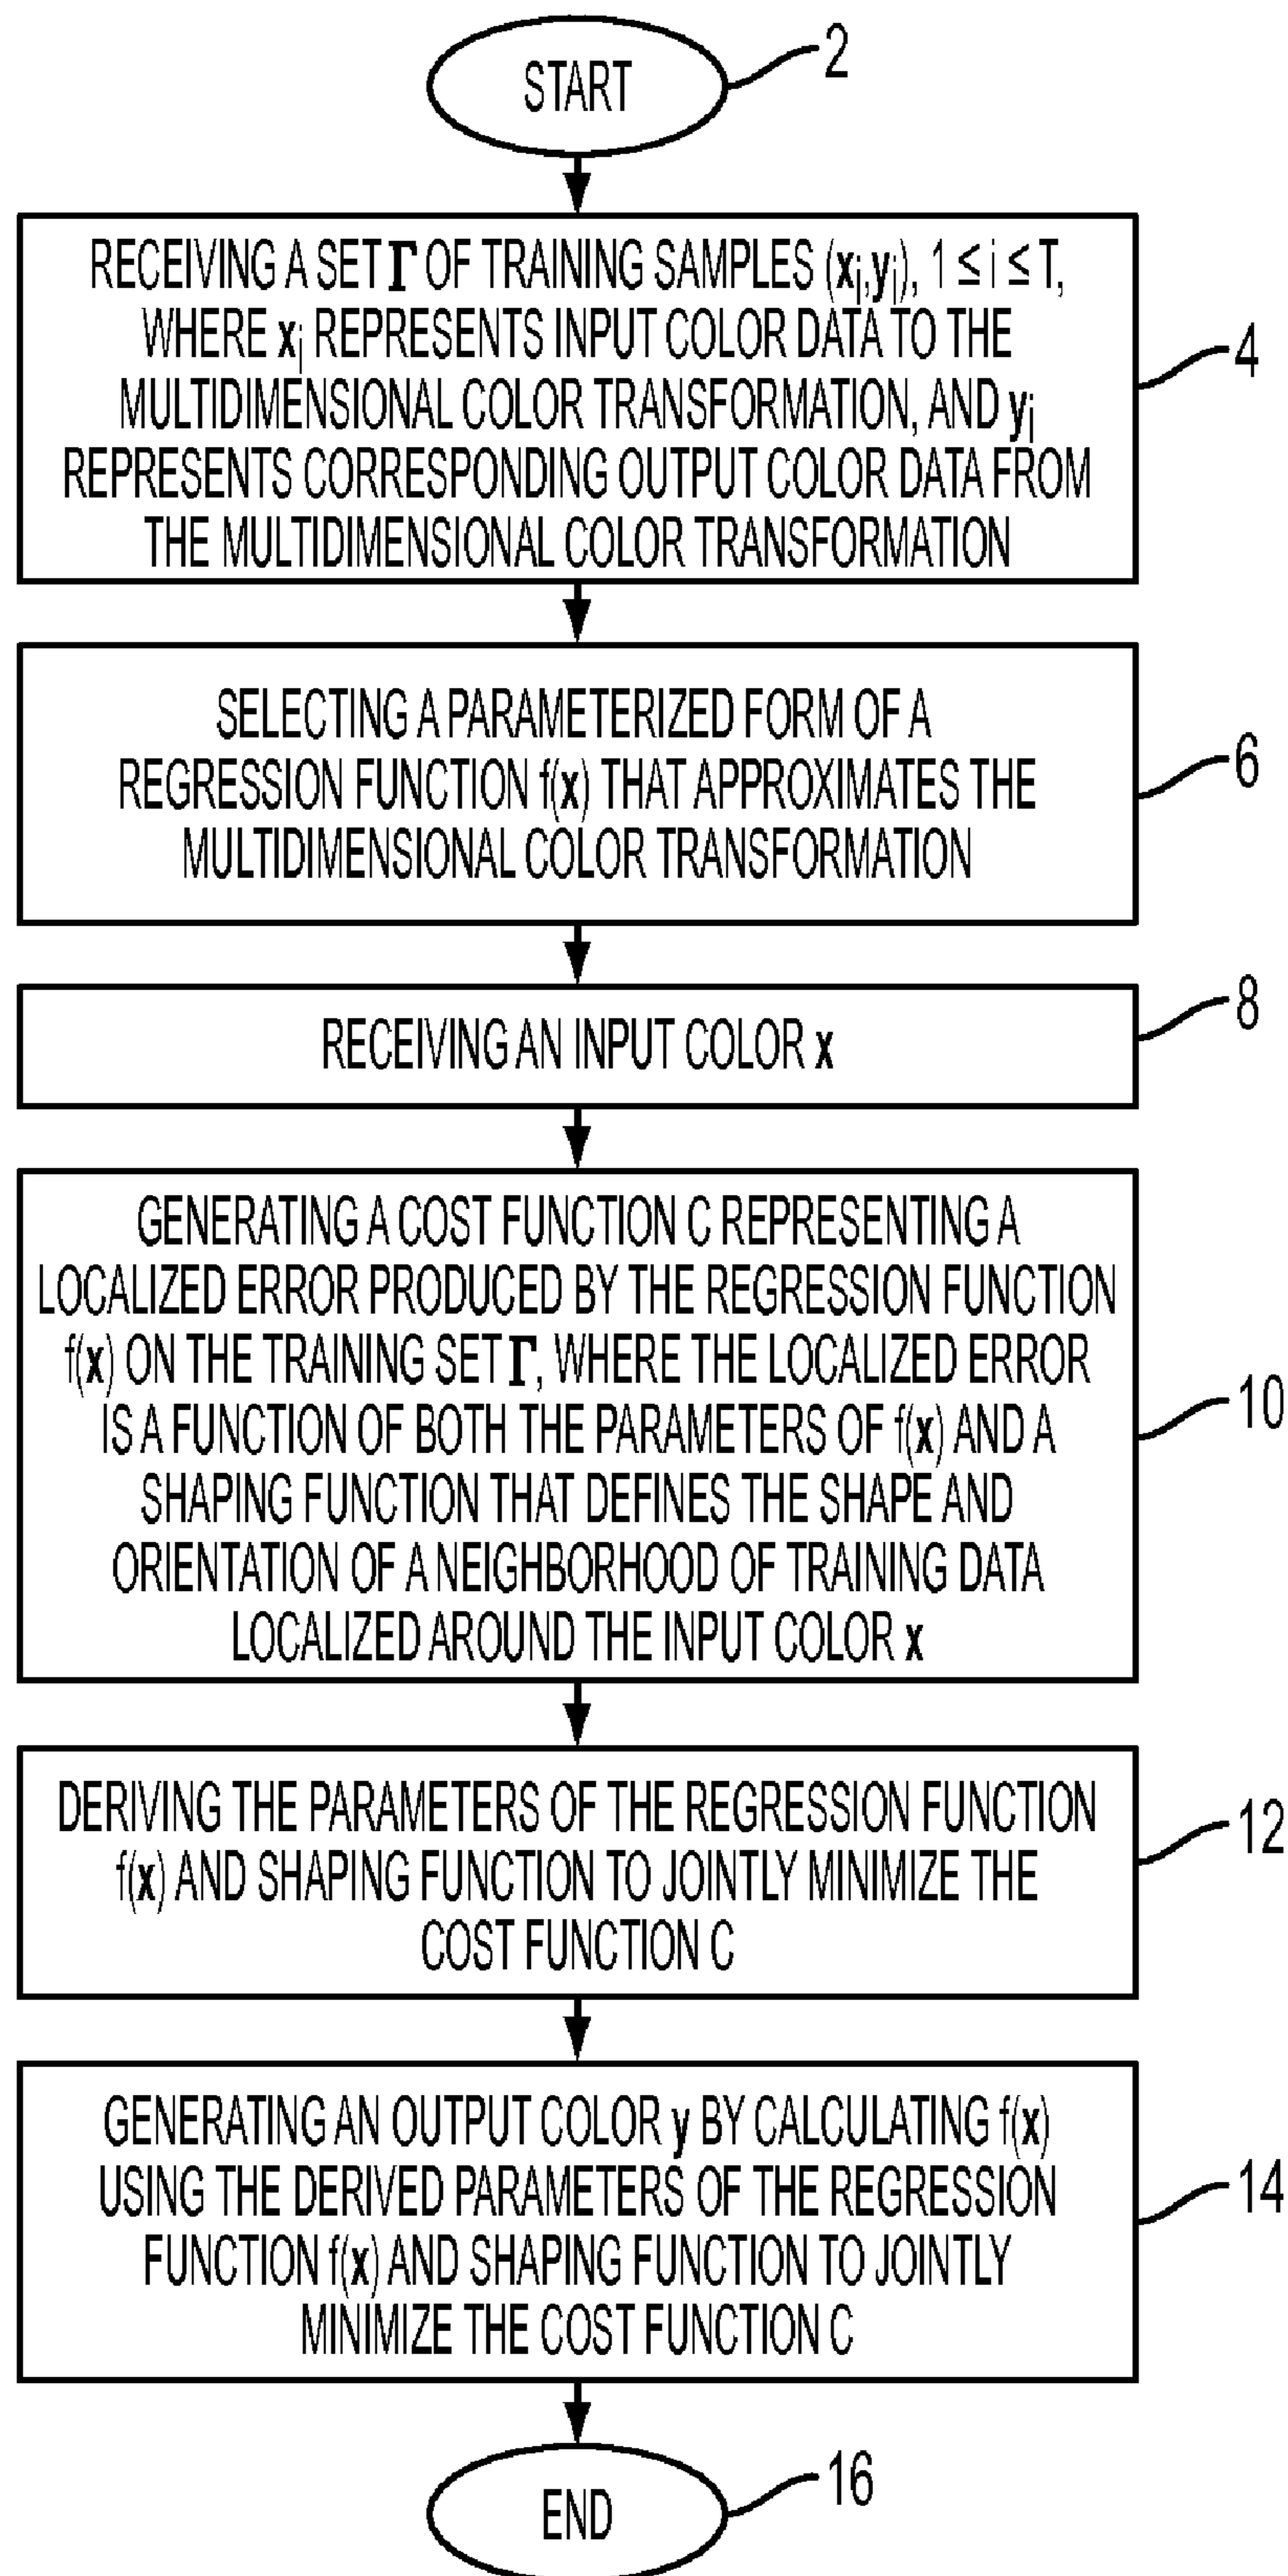 START
2
RECEIVING A SET Γ OF TRAINING SAMPLES (xi,yi), 1 ≤ i ≤ T,
WHERE xi REPRESENTS INPUT COLOR DATA TO THE
MULTIDIMENSIONAL COLOR TRANSFORMATION, AND yi
REPRESENTS CORRESPONDING OUTPUT COLOR DATA FROM
THE MULTIDIMENSIONAL COLOR TRANSFORMATION
4
SELECTING A PARAMETERIZED FORM OF A
REGRESSION FUNCTION f(x) THAT APPROXIMATES THE
MULTIDIMENSIONAL COLOR TRANSFORMATION
6
RECEIVING AN INPUT COLOR x
8
GENERATING A COST FUNCTION C REPRESENTING A
LOCALIZED ERROR PRODUCED BY THE REGRESSION FUNCTION
f(x) ON THE TRAINING SET Γ, WHERE THE LOCALIZED ERROR
IS A FUNCTION OF BOTH THE PARAMETERS OF f(x) AND A
SHAPING FUNCTION THAT DEFINES THE SHAPE AND
ORIENTATION OF A NEIGHBORHOOD OF TRAINING DATA
LOCALIZED AROUND THE INPUT COLOR x
10
DERIVING THE PARAMETERS OF THE REGRESSION FUNCTION
f(x) AND SHAPING FUNCTION TO JOINTLY MINIMIZE THE
COST FUNCTION C
12
GENERATING AN OUTPUT COLOR y BY CALCULATING f(x)
USING THE DERIVED PARAMETERS OF THE REGRESSION
FUNCTION f(x) AND SHAPING FUNCTION TO JOINTLY
MINIMIZE THE COST FUNCTION C
14
END
16